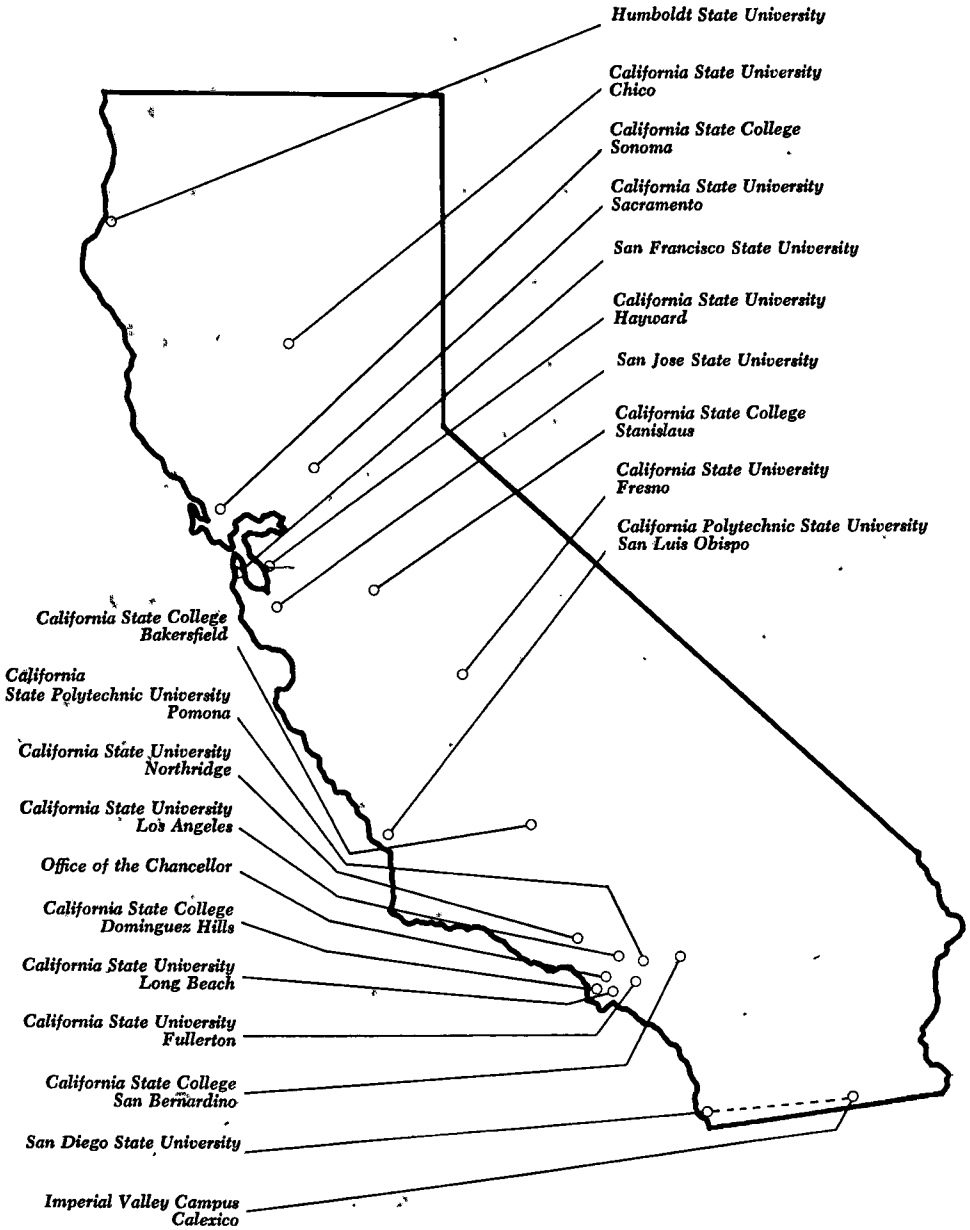 Humboldt State University
California State University
Chico
California State College
Sonoma
California State University
Sacramento
San Francisco State University
California State University
Hayward
San Jose State University
California State College
Stanislaus
California State University
Fresno
California Polytechnic State University
San Luis Obispo
California State College
Bakersfield
California
State Polytechnic University
Pomona
California State University
Northridge
California State University
Los Angeles
Office of the Chancellor
California State College
Dominguez Hills
California State University
Long Beach
California State University
Fullerton
California State College
San Bernardino
San Diego State University
Imperial Valley Campus
Calexico